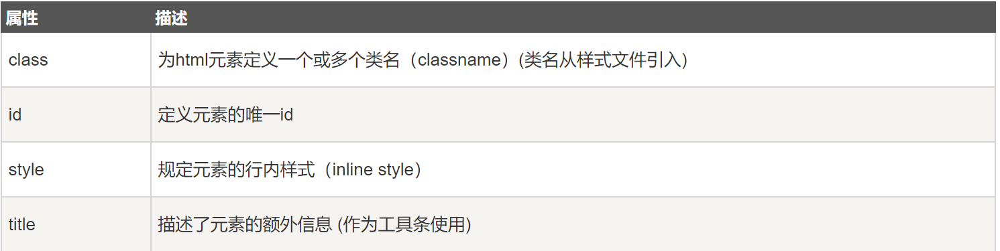 属性 描述
class 为html元素定义一个或多个类名（classname）(类名从样式文件引入)
id 定义元素的唯一id
style 规定元素的行内样式（inline style）
title 描述了元素的额外信息 (作为工具条使用)